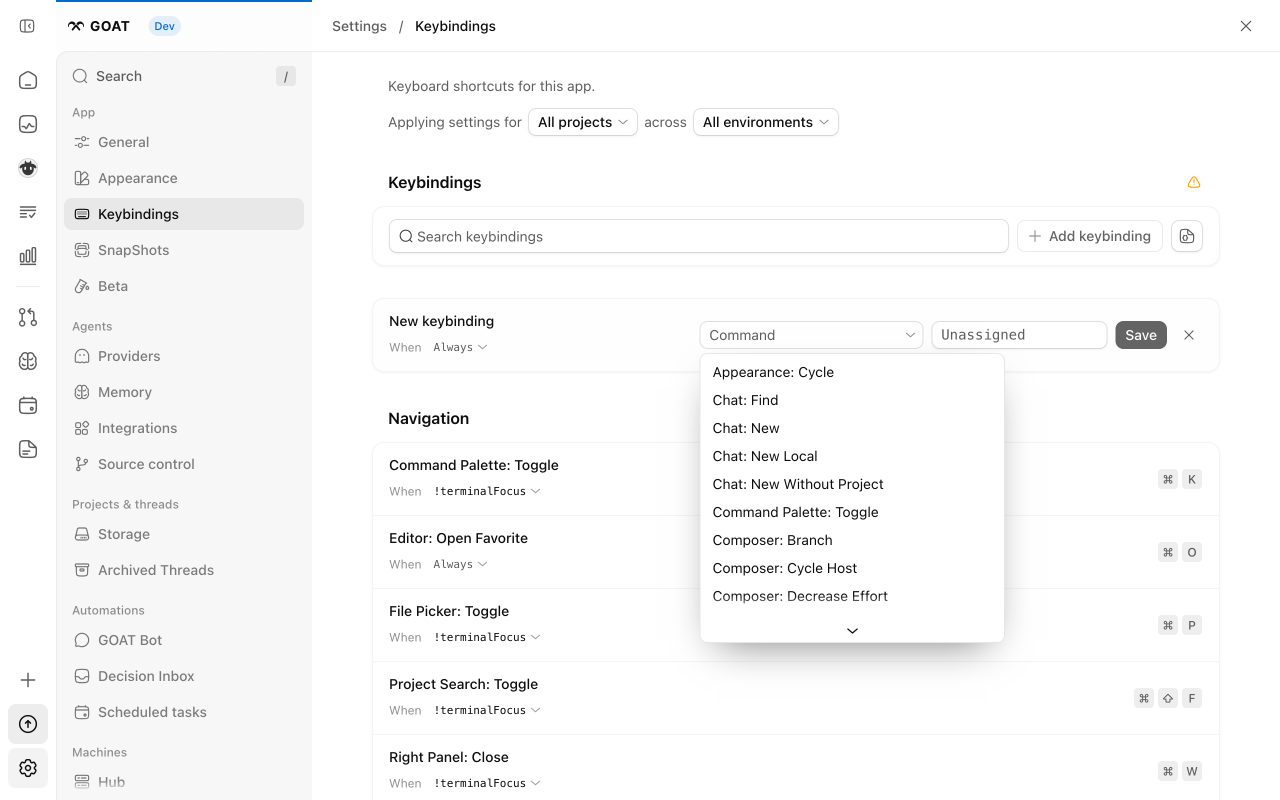 GOAT Dev
Search /
App
General
Appearance
Keybindings
SnapShots
Beta
Agents
Providers
Memory
Integrations
Source control
Projects & threads
Storage
Archived Threads
Automations
GOAT Bot
Decision Inbox
Scheduled tasks
Machines
Hub
Settings / Keybindings
Keyboard shortcuts for this app.
Applying settings for All projects across All environments
Keybindings
Search keybindings Add keybinding
New keybinding
When Always
Command Unassigned Save
Appearance: Cycle
Chat: Find
Chat: New
Chat: New Local
Chat: New Without Project
Command Palette: Toggle
Composer: Branch
Composer: Cycle Host
Composer: Decrease Effort
Navigation
Command Palette: Toggle
When !terminalFocus
⌘ K
Editor: Open Favorite
When Always
⌘ O
File Picker: Toggle
When !terminalFocus
⌘ P
Project Search: Toggle
When !terminalFocus
⌘ ⇧ F
Right Panel: Close
When !terminalFocus
⌘ W